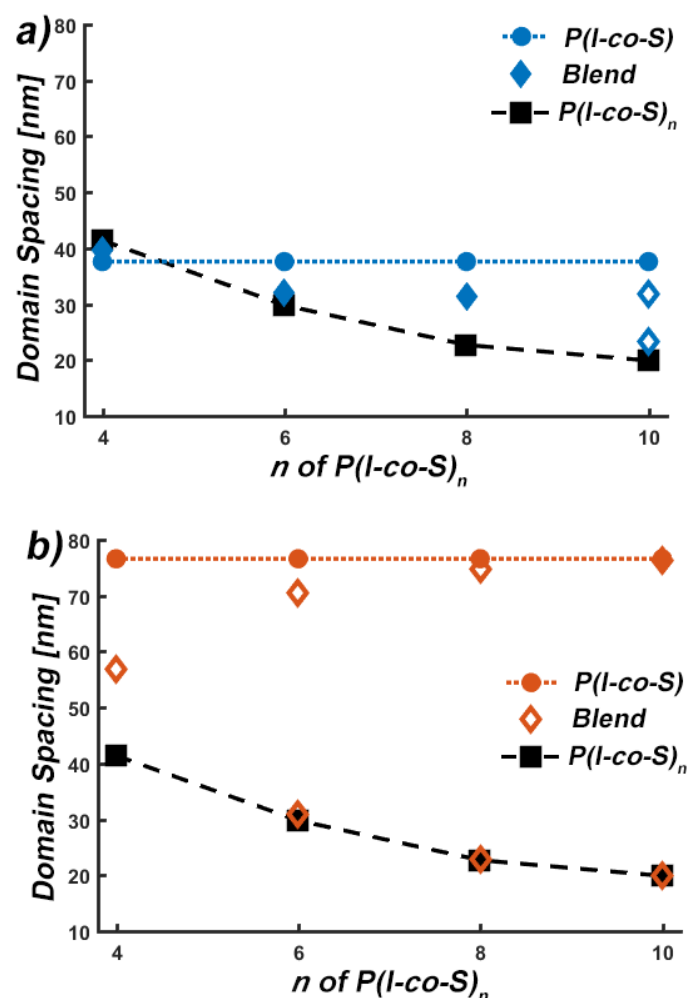 a)
80
70
60
50
40
30
20
10
Domain Spacing [nm]
P(I-co-S)
Blend
P(I-co-S)n
4 6 8 10
n of P(I-co-S)n
b)
80
70
60
50
40
30
20
10
Domain Spacing [nm]
P(I-co-S)
Blend
P(I-co-S)n
4 6 8 10
n of P(I-co-S)n